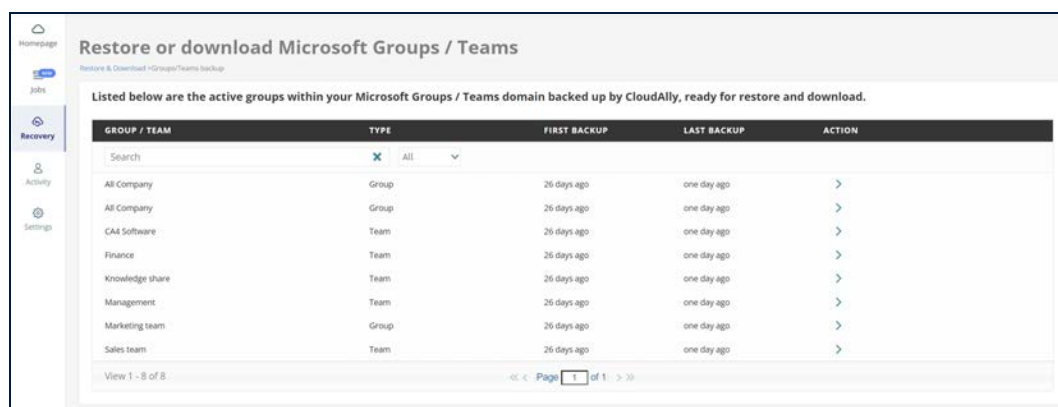 Homepage
Restore or download Microsoft Groups / Teams
Restore & Download >Groups/Teams backup
Jobs
Listed below are the active groups within your Microsoft Groups / Teams domain backed up by CloudAlly, ready for restore and download.
Recovery
GROUP / TEAM TYPE FIRST BACKUP LAST BACKUP ACTION
Search All
Activity
All Company Group 26 days ago one day ago
All Company Group 26 days ago one day ago
Settings
CA4 Software Team 26 days ago one day ago
Finance Team 26 days ago one day ago
Knowledge share Team 26 days ago one day ago
Management Team 26 days ago one day ago
Marketing team Group 26 days ago one day ago
Sales team Team 26 days ago one day ago
View 1 - 8 of 8 Page 1 of 1